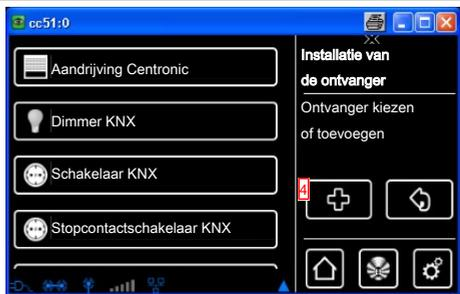 cc51:0
Aandrijving Centronic
Dimmer KNX
Schakelaar KNX
Stopcontactschakelaar KNX
Installatie van
de ontvanger
Ontvanger kiezen
of toevoegen
4